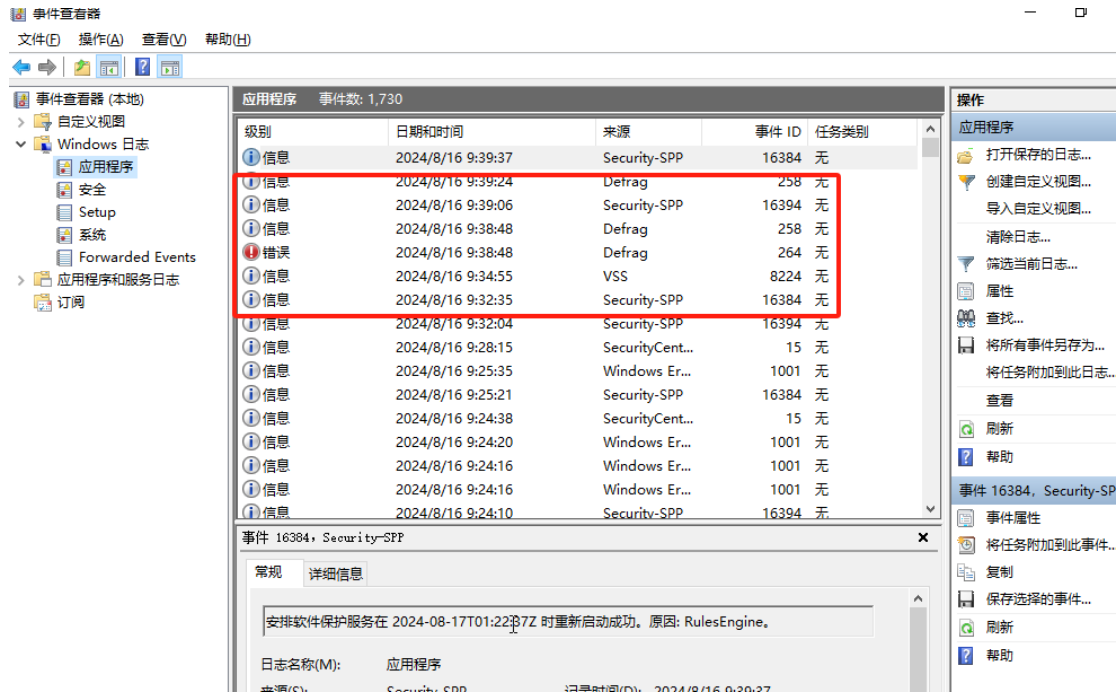 事件查看器
文件(F) 操作(A) 查看(V) 帮助(H)
事件查看器 (本地)
自定义视图
Windows 日志
应用程序
安全
Setup
系统
Forwarded Events
应用程序和服务日志
订阅
应用程序 事件数: 1,730
级别 日期和时间 来源 事件 ID 任务类别
信息 2024/8/16 9:39:37 Security-SPP 16384 无
信息 2024/8/16 9:39:24 Defrag 258 无
信息 2024/8/16 9:39:06 Security-SPP 16394 无
信息 2024/8/16 9:38:48 Defrag 258 无
错误 2024/8/16 9:38:48 Defrag 264 无
信息 2024/8/16 9:34:55 VSS 8224 无
信息 2024/8/16 9:32:35 Security-SPP 16384 无
信息 2024/8/16 9:32:04 Security-SPP 16394 无
信息 2024/8/16 9:28:15 SecurityCent... 15 无
信息 2024/8/16 9:25:35 Windows Er... 1001 无
信息 2024/8/16 9:25:21 Security-SPP 16384 无
信息 2024/8/16 9:24:38 SecurityCent... 15 无
信息 2024/8/16 9:24:20 Windows Er... 1001 无
信息 2024/8/16 9:24:16 Windows Er... 1001 无
信息 2024/8/16 9:24:16 Windows Er... 1001 无
信息 2024/8/16 9:24:10 Security-SPP 16394 无
事件 16384，Security-SPP
常规 详细信息
安排软件保护服务在 2024-08-17T01:22:37Z 时重新启动成功。原因: RulesEngine。
日志名称(M): 应用程序
来源(S): Security-SPP 记录时间(D): 2024/8/16 9:39:37
操作
应用程序
打开保存的日志...
创建自定义视图...
导入自定义视图...
清除日志...
筛选当前日志...
属性
查找...
将所有事件另存为...
将任务附加到此日志...
查看
刷新
帮助
事件 16384，Security-SP
事件属性
将任务附加到此事件...
复制
保存选择的事件...
刷新
帮助